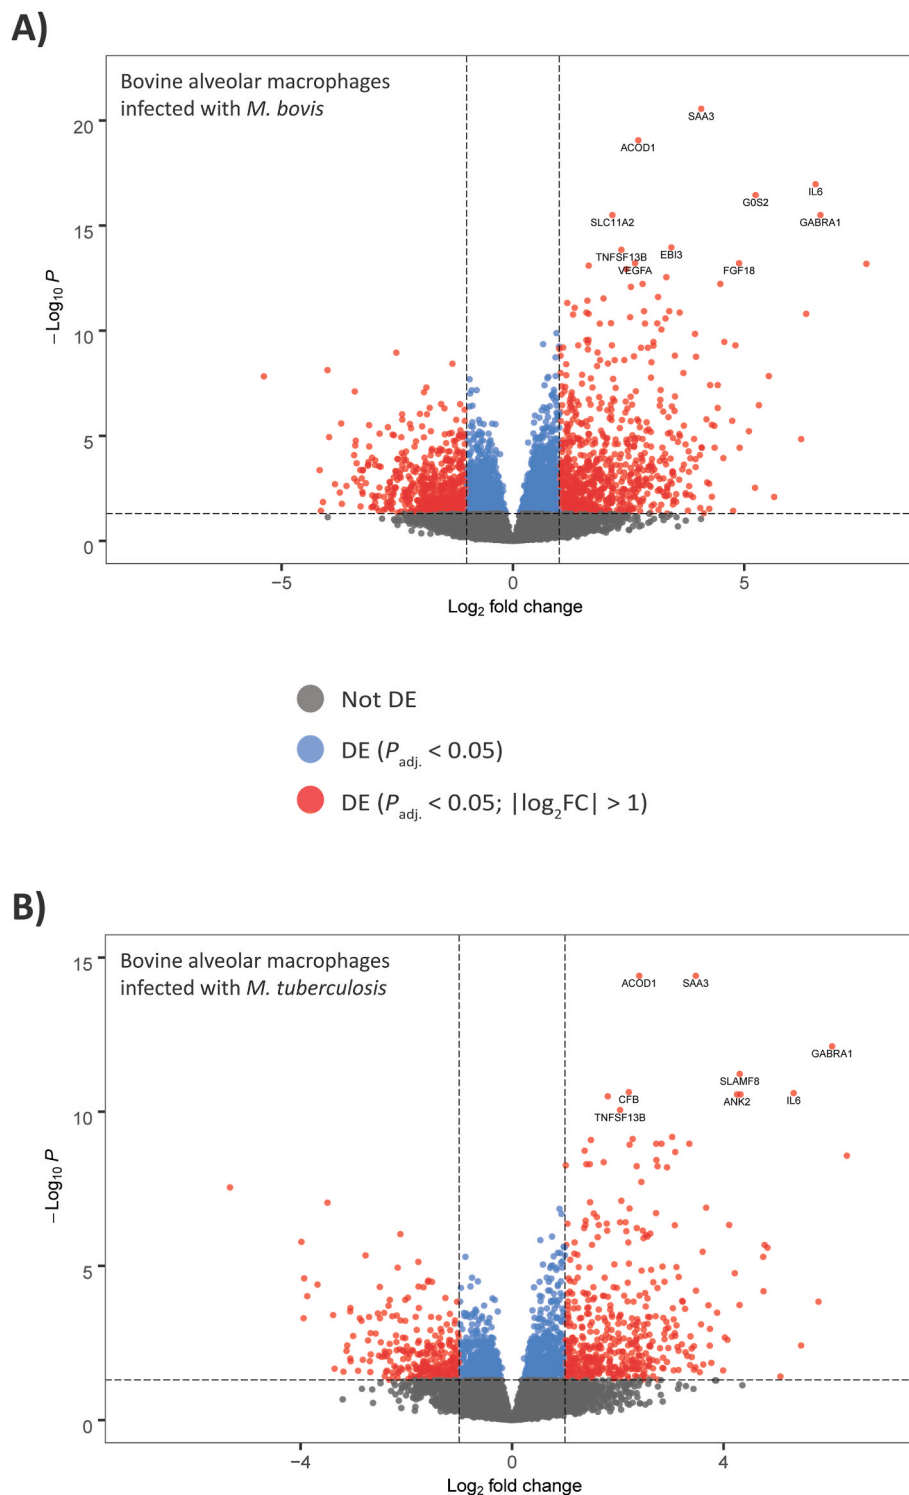 A)
Bovine alveolar macrophages
infected with M. bovis
SAA3
ACOD1
IL6
G0S2
SLC11A2
GABRA1
TNFSF13B
EBI3
VEGFA
FGF18
20
15
10
5
0
−Log10 P
−5
0
5
Log2 fold change
Not DE
DE (Padj. < 0.05)
DE (Padj. < 0.05; |log2FC| > 1)
B)
Bovine alveolar macrophages
infected with M. tuberculosis
ACOD1
SAA3
GABRA1
SLAMF8
CFB
ANK2
IL6
TNFSF13B
15
10
5
0
−Log10 P
−4
0
4
Log2 fold change